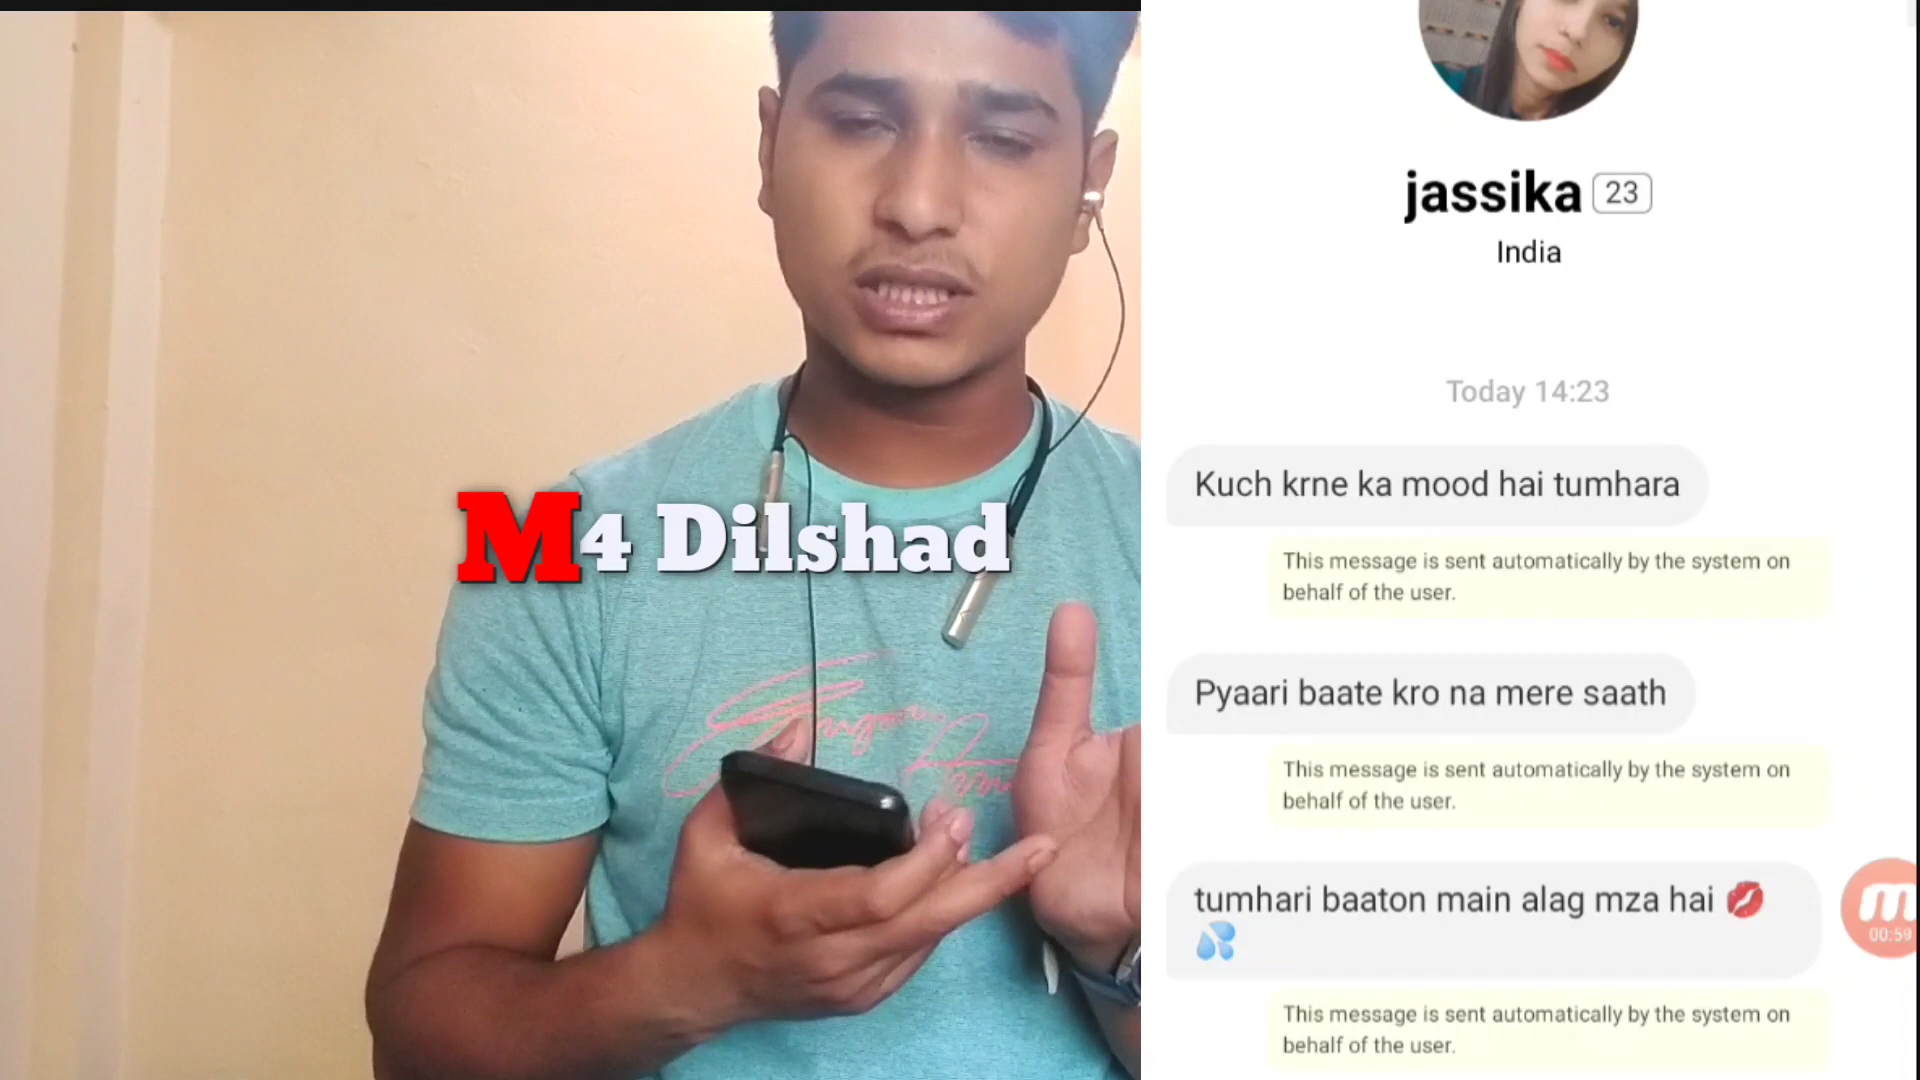 M4 Dilshad
jassika 23
India
Today 14:23
Kuch krne ka mood hai tumhara
This message is sent automatically by the system on
behalf of the user.
Pyaari baate kro na mere saath
This message is sent automatically by the system on
behalf of the user.
tumhari baaton main alag mza hai 💋
💦
This message is sent automatically by the system on
behalf of the user.
m
00:59